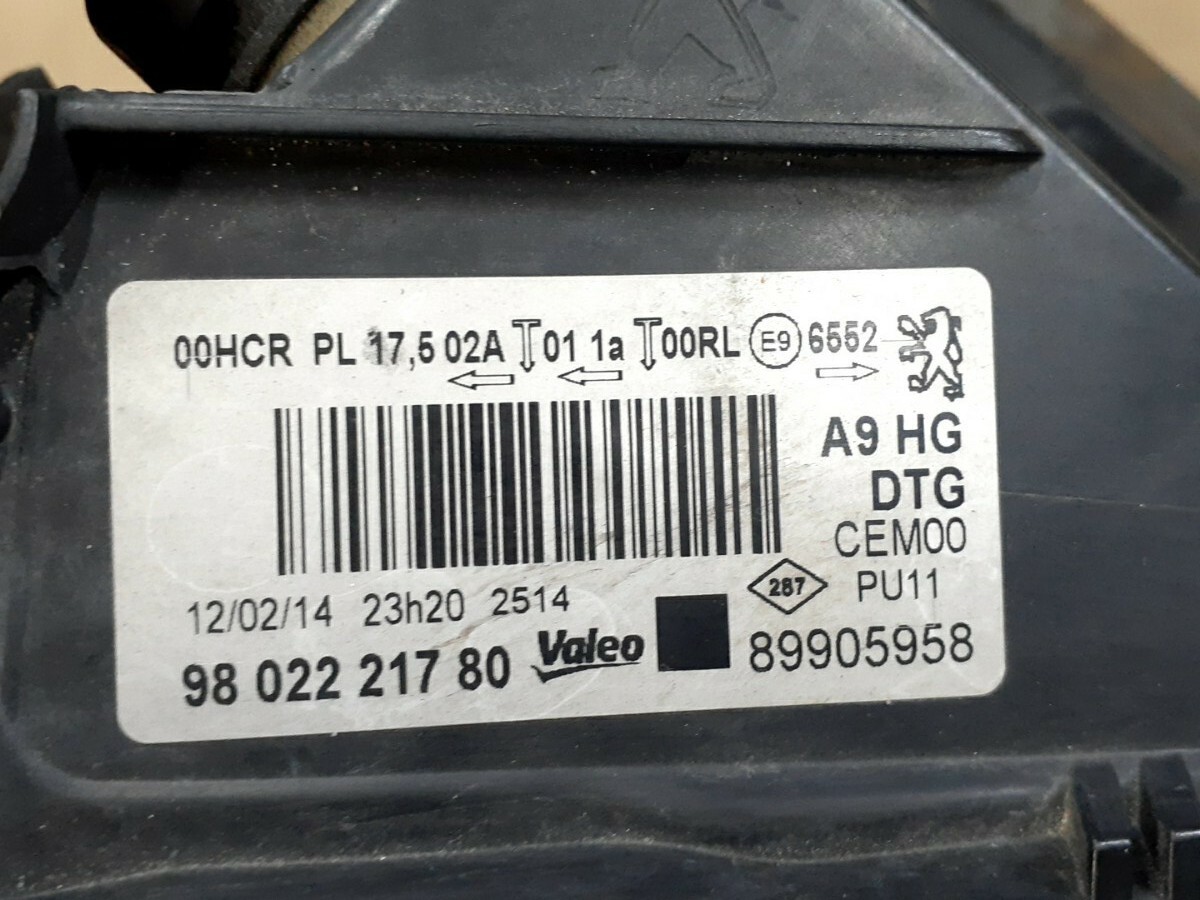 00HCR PL 17,5 02A 01 1a 00RL E9 6552
A9 HG
DTG
CEM00
287 PU11
12/02/14 23h20 2514
98 022 217 80 Valeo 89905958